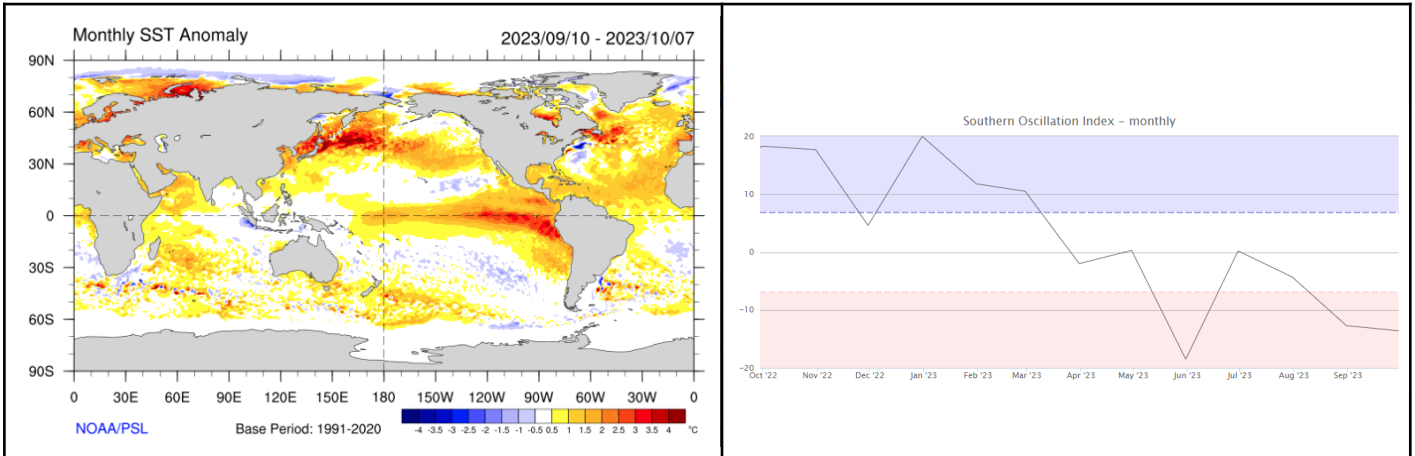 Monthly SST Anomaly
2023/09/10 - 2023/10/07
90N
60N
30N
0
30S
60S
90S
0 30E 60E 90E 120E 150E 180 150W 120W 90W 60W 30W 0
NOAA/PSL
Base Period: 1991-2020
-4 -3.5 -3 -2.5 -2 -1.5 -1 -0.5 0.5 1 1.5 2 2.5 3 3.5 4 °C
Southern Oscillation Index – monthly
20
10
0
-10
-20
Oct '22 Nov '22 Dec '22 Jan '23 Feb '23 Mar '23 Apr '23 May '23 Jun '23 Jul '23 Aug '23 Sep '23